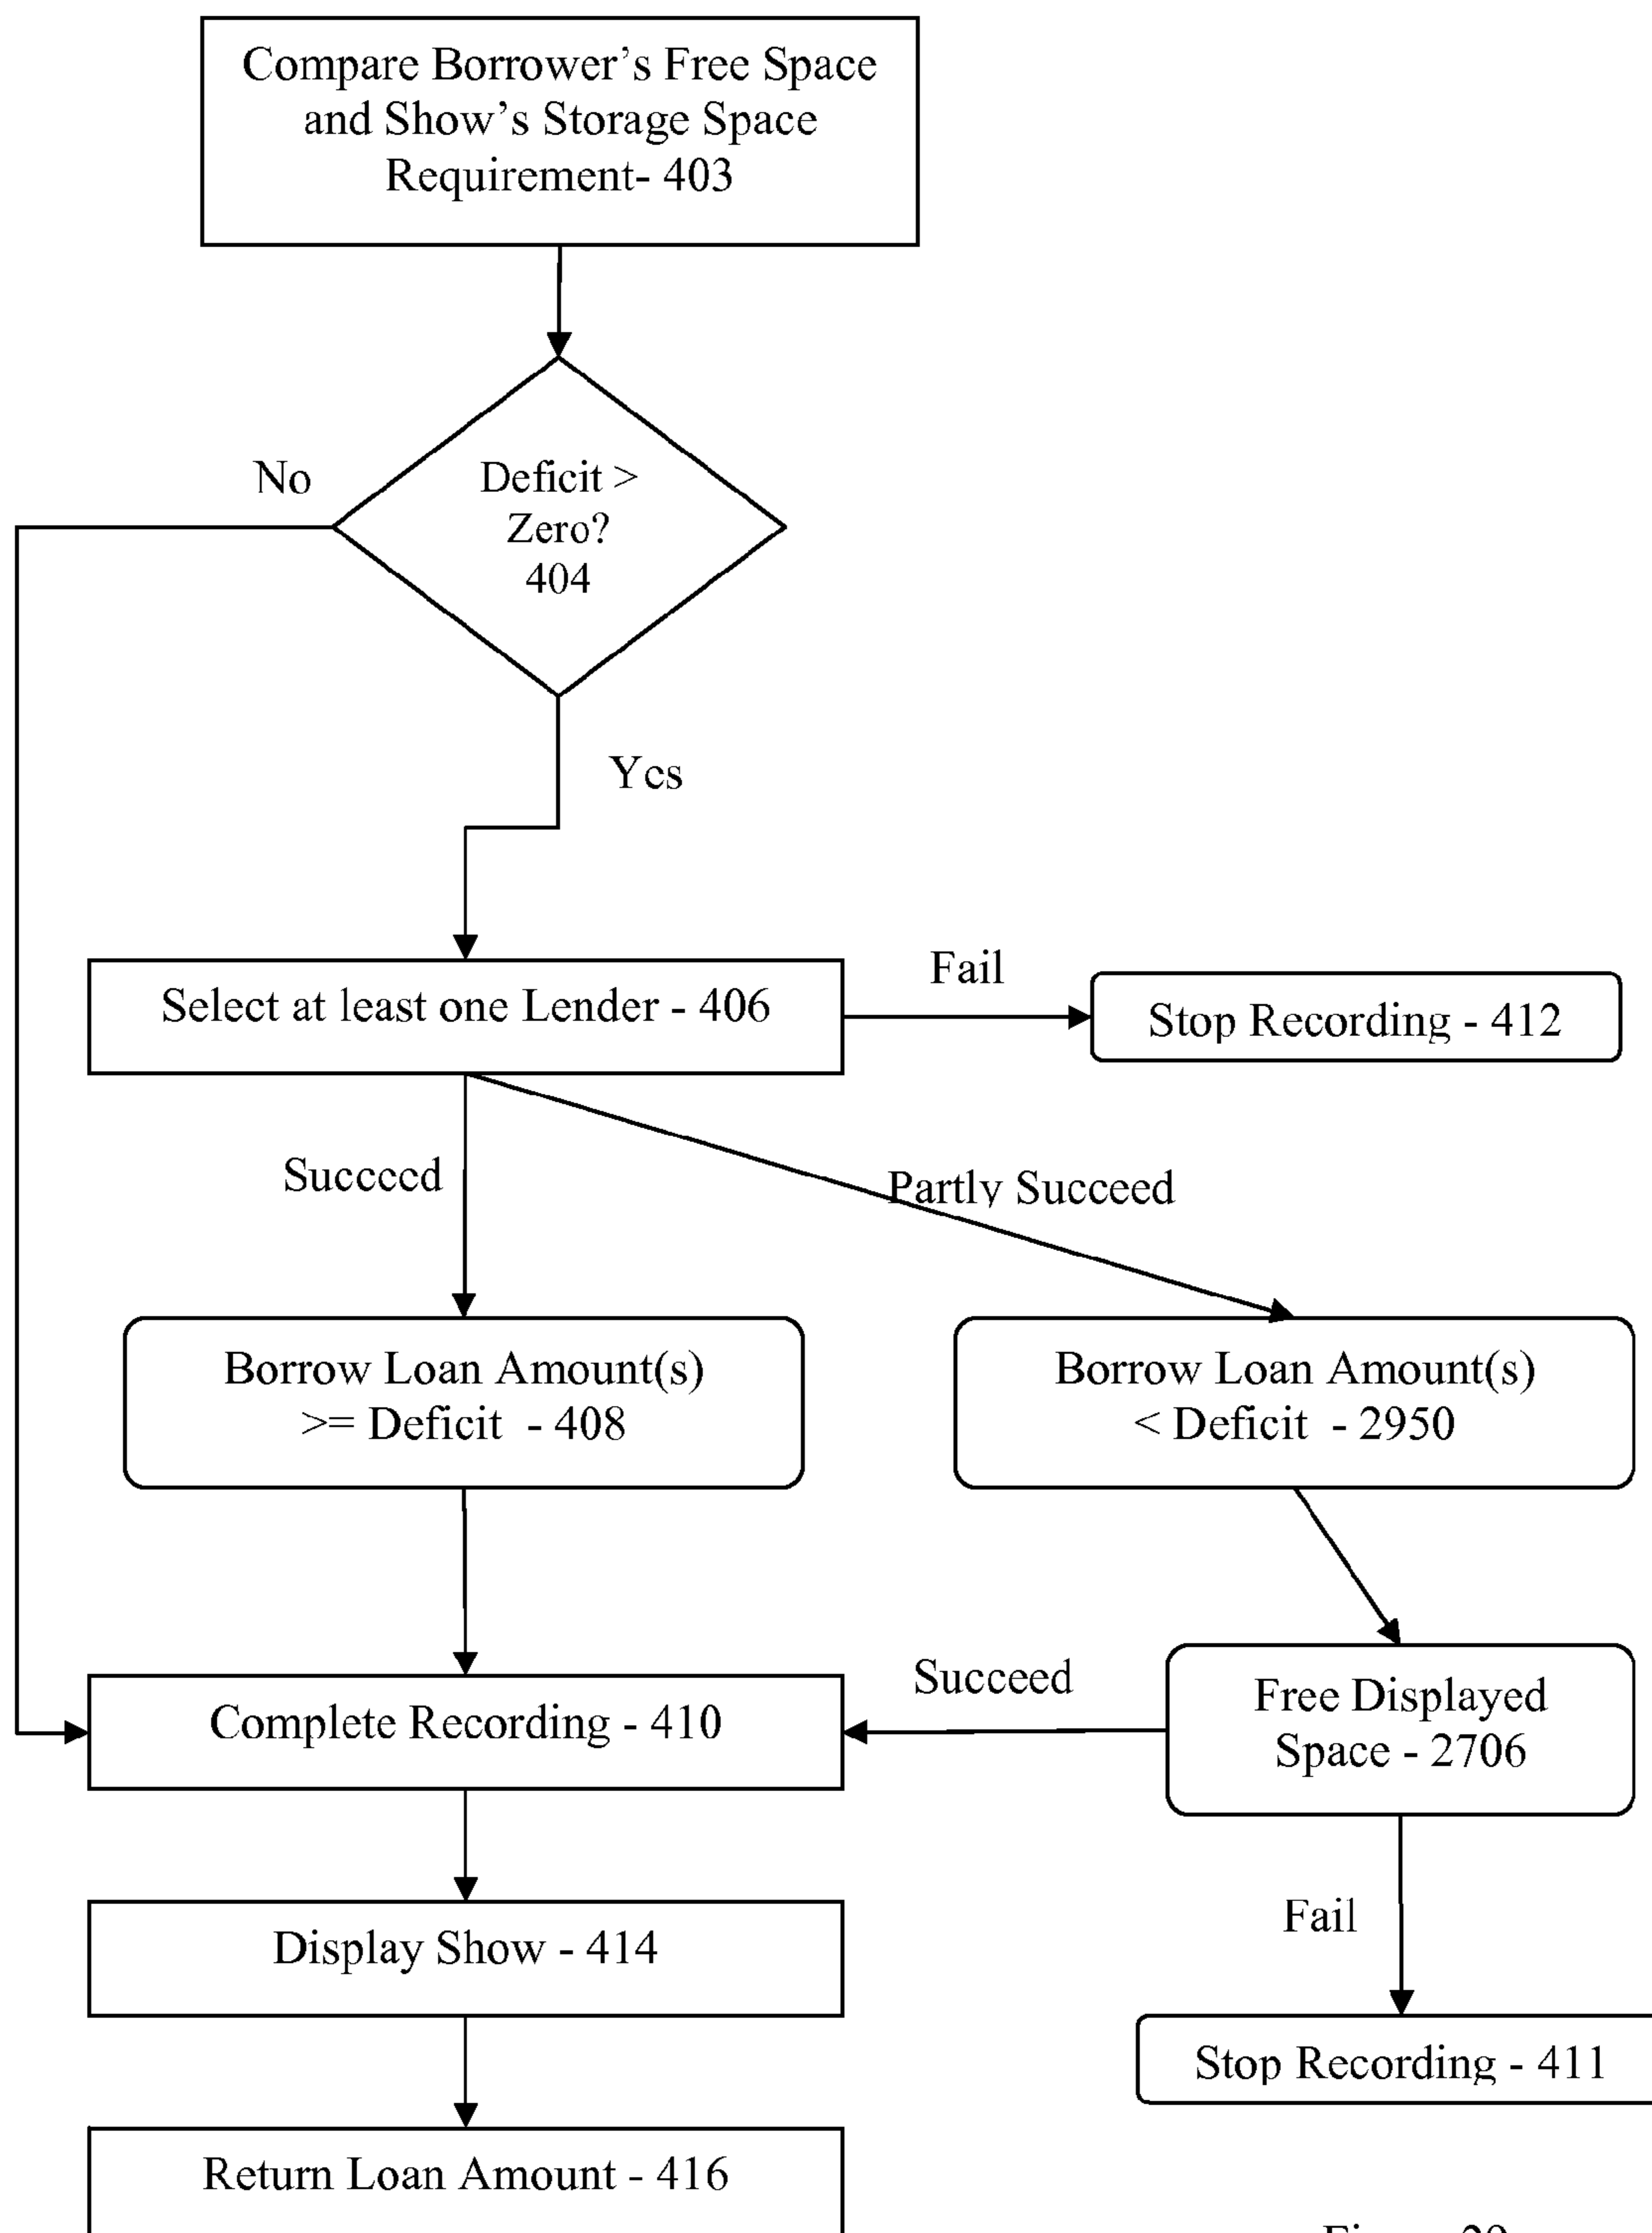 Compare Borrower's Free Space
and Show's Storage Space
Requirement- 403
No
Deficit >
Zero?
404
Yes
Select at least one Lender - 406
Fail
Stop Recording - 412
Succeed
Partly Succeed
Borrow Loan Amount(s)
>= Deficit - 408
Borrow Loan Amount(s)
< Deficit - 2950
Complete Recording - 410
Succeed
Free Displayed
Space - 2706
Display Show - 414
Fail
Stop Recording - 411
Return Loan Amount - 416